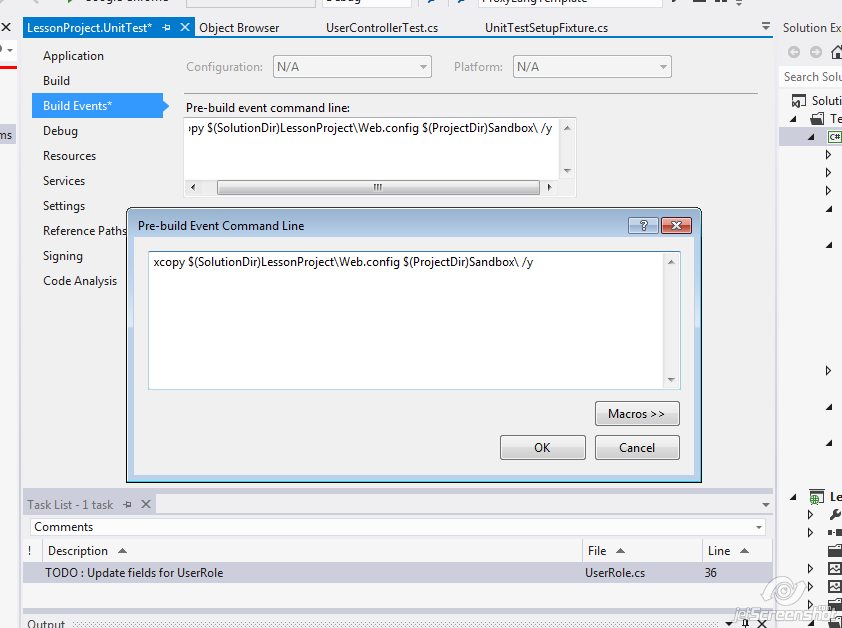 LessonProject.UnitTest*
Object Browser
UserControllerTest.cs
UnitTestSetupFixture.cs
Solution Ex
Application
Build
Build Events*
Debug
Resources
Services
Settings
Reference Paths
Signing
Code Analysis
Configuration: N/A
Platform: N/A
Pre-build event command line:
py $(SolutionDir)LessonProject\Web.config $(ProjectDir)Sandbox\ /y
Search Solu
Soluti
Te
C#
ms
Pre-build Event Command Line
?
xcopy $(SolutionDir)LessonProject\Web.config $(ProjectDir)Sandbox\ /y
Macros >>
OK
Cancel
Le
Task List - 1 task
Comments
! Description File Line
TODO : Update fields for UserRole UserRole.cs 36
Output
jetScreenshot